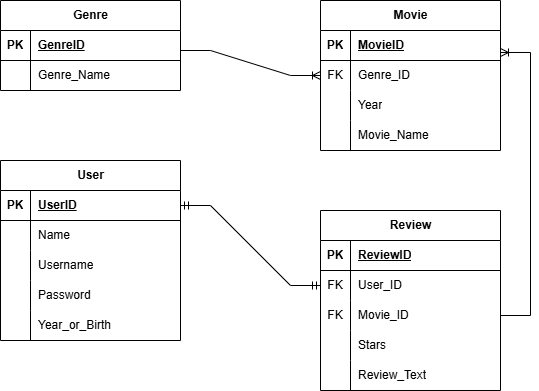 Genre
PK GenreID
Genre_Name
Movie
PK MovieID
FK Genre_ID
Year
Movie_Name
User
PK UserID
Name
Username
Password
Year_or_Birth
Review
PK ReviewID
FK User_ID
FK Movie_ID
Stars
Review_Text